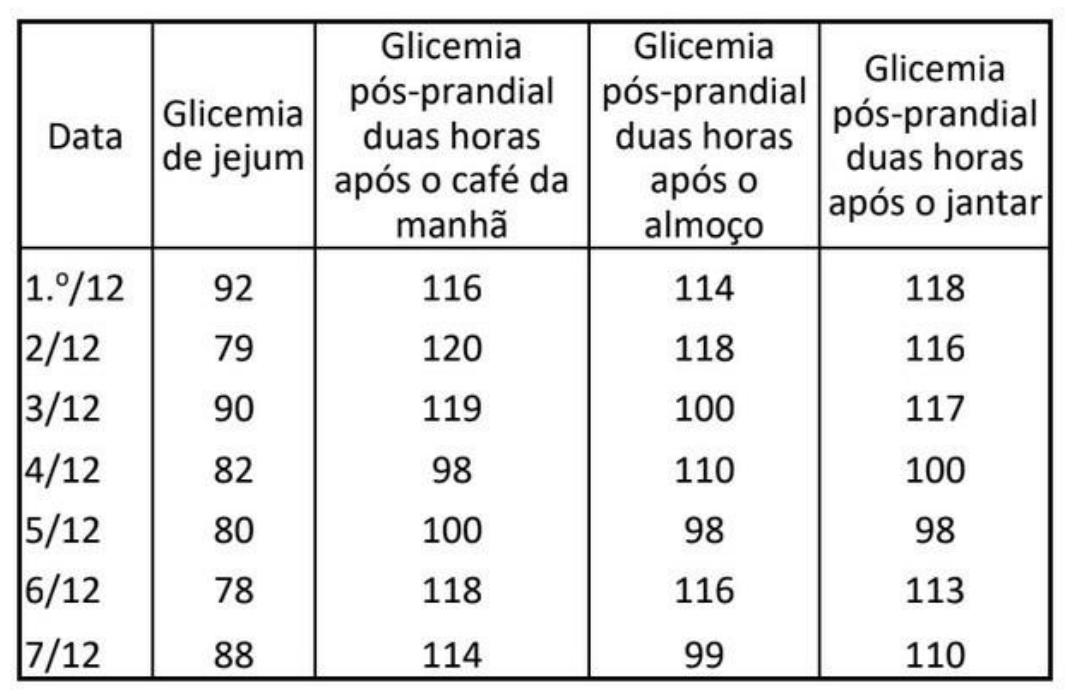 Data
Glicemia
de jejum
Glicemia
pós-prandial
duas horas
após o café da
manhã
Glicemia
pós-prandial
duas horas
após o
almoço
Glicemia
pós-prandial
duas horas
após o jantar
1.º/12 92 116 114 118
2/12 79 120 118 116
3/12 90 119 100 117
4/12 82 98 110 100
5/12 80 100 98 98
6/12 78 118 116 113
7/12 88 114 99 110